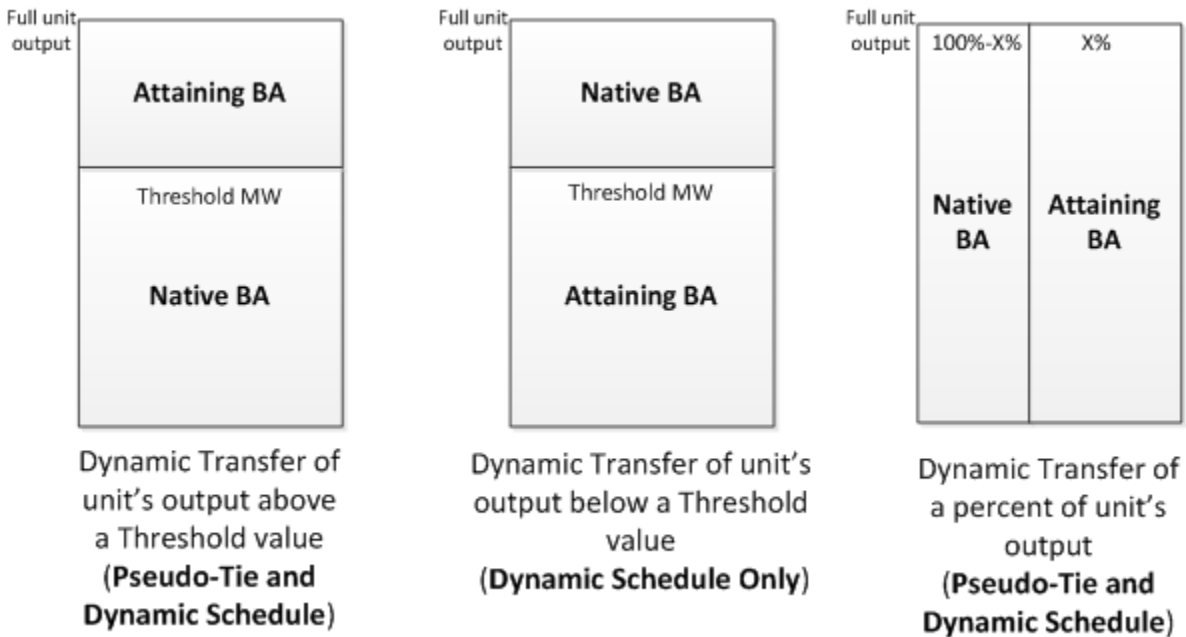 Full unit
output
Attaining BA
Threshold MW
Native BA
Dynamic Transfer of
unit's output above
a Threshold value
(Pseudo-Tie and
Dynamic Schedule)
Full unit
output
Native BA
Threshold MW
Attaining BA
Dynamic Transfer of unit's
output below a Threshold
value
(Dynamic Schedule Only)
Full unit
output
100%-X%
X%
Native
BA
Attaining
BA
Dynamic Transfer of
a percent of unit's
output
(Pseudo-Tie and
Dynamic Schedule)